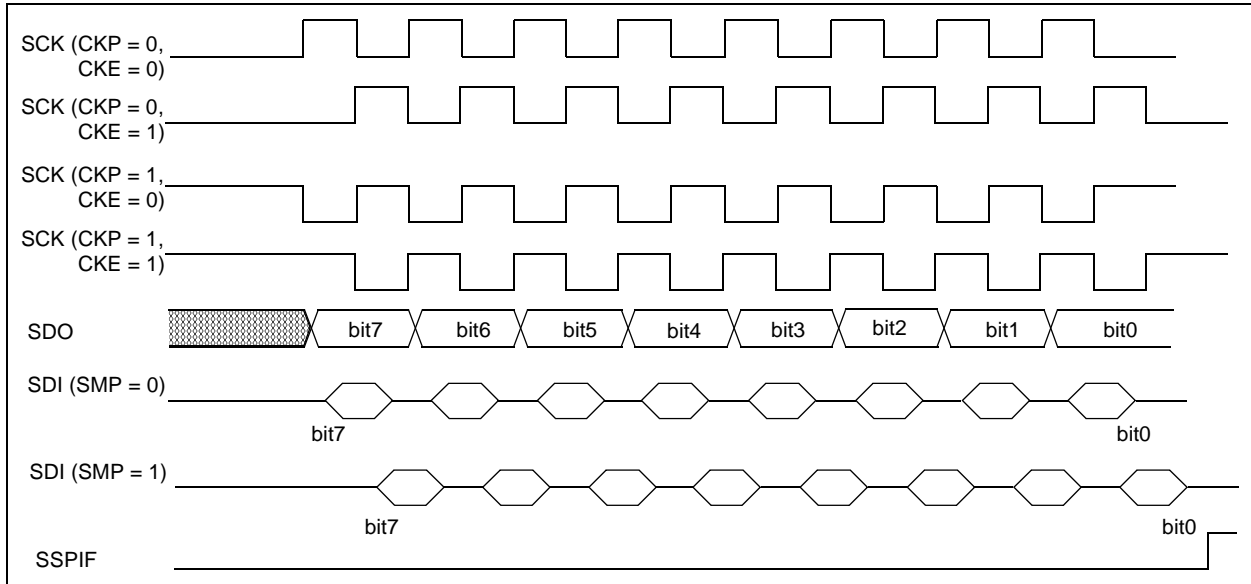 SCK (CKP = 0,
CKE = 0)
SCK (CKP = 0,
CKE = 1)
SCK (CKP = 1,
CKE = 0)
SCK (CKP = 1,
CKE = 1)
SDO bit7 bit6 bit5 bit4 bit3 bit2 bit1 bit0
SDI (SMP = 0)
bit7 bit0
SDI (SMP = 1)
bit7 bit0
SSPIF